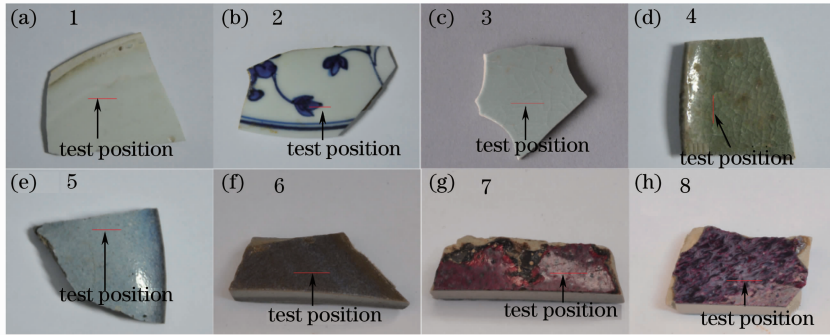 (a) 1
test position
(b) 2
test position
(c) 3
test position
(d) 4
test position
(e) 5
test position
(f) 6
test position
(g) 7
test position
(h) 8
test position